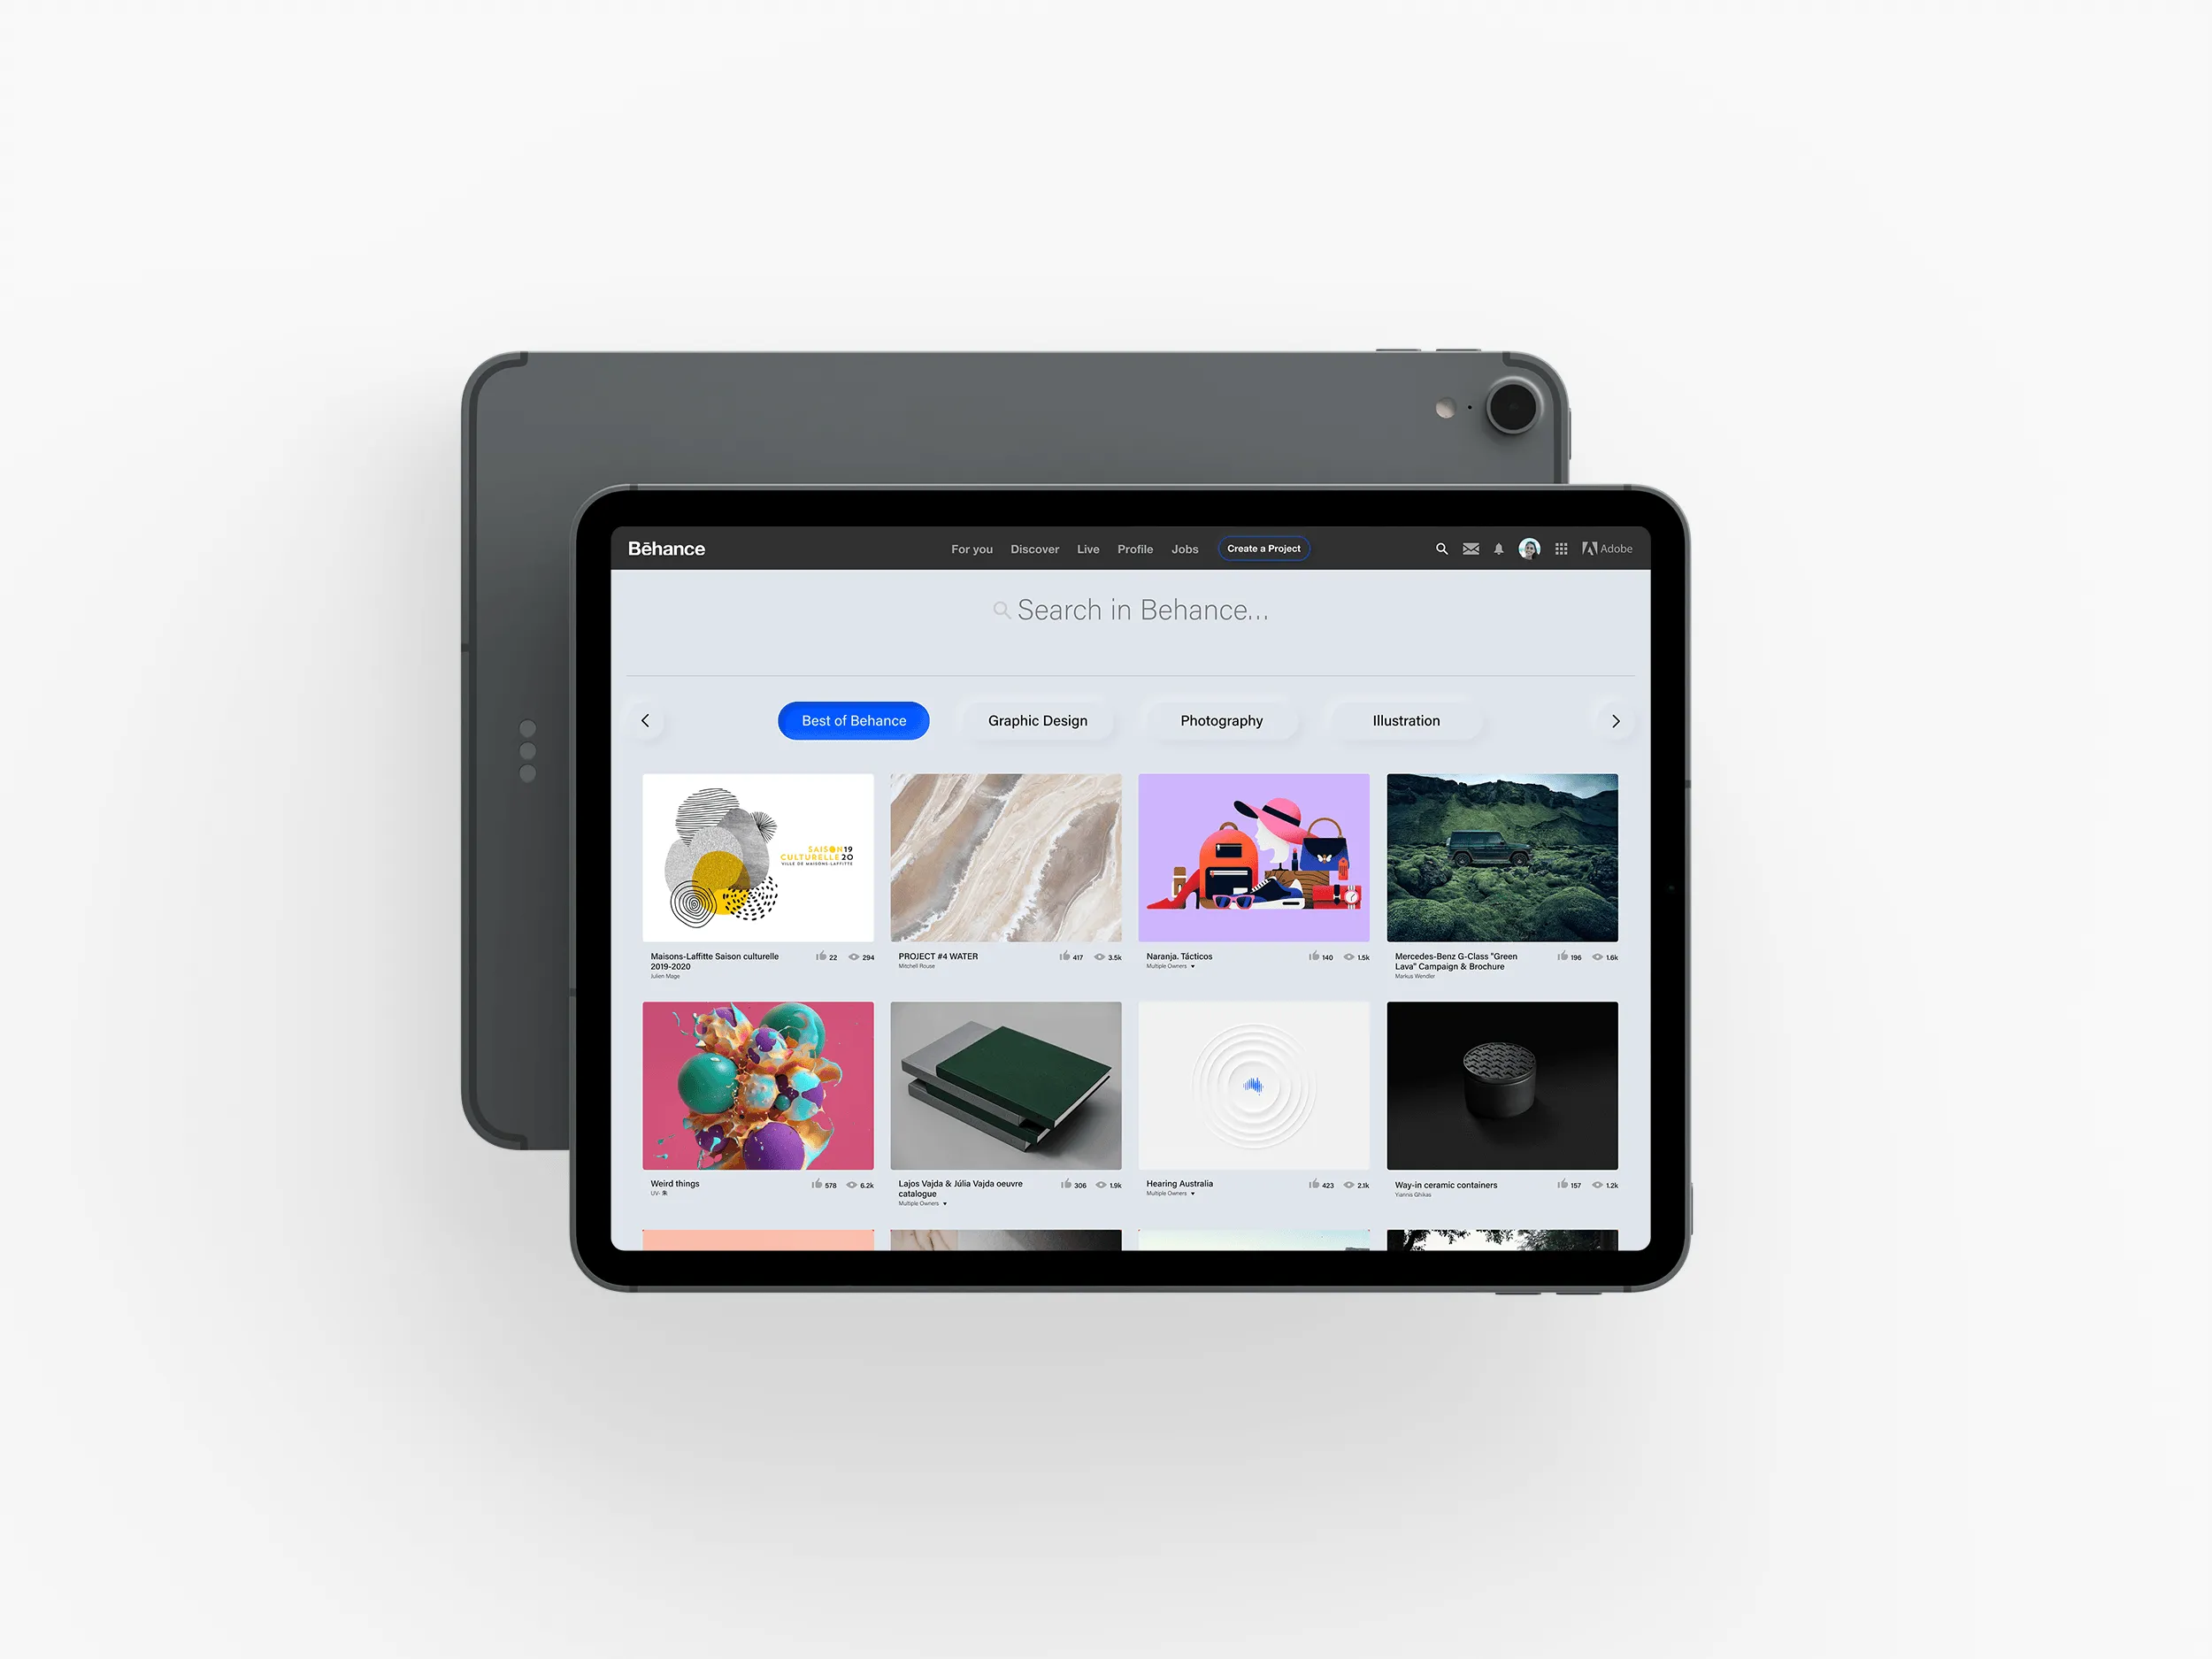 Bēhance
For you Discover Live Profile Jobs Create a Project
Adobe
Search in Behance...
Best of Behance Graphic Design Photography Illustration
SAISON19
CULTURELLE20
VILLE DE MAISONS-LAFFITTE
Maisons-Laffitte Saison culturelle
2019-2020
22 294
Julien Mage
PROJECT #4 WATER
417 3.5k
Mitchell Rouse
Naranja. Tácticos
140 1.5k
Multiple Owners
Mercedes-Benz G-Class "Green
Lava" Campaign & Brochure
196 1.6k
Markus Wendler
Weird things
578 6.2k
UV- 朱
Lajos Vajda & Júlia Vajda oeuvre
catalogue
306 1.9k
Multiple Owners
Hearing Australia
423 2.1k
Multiple Owners
Way-in ceramic containers
157 1.2k
Yiannis Ghikas